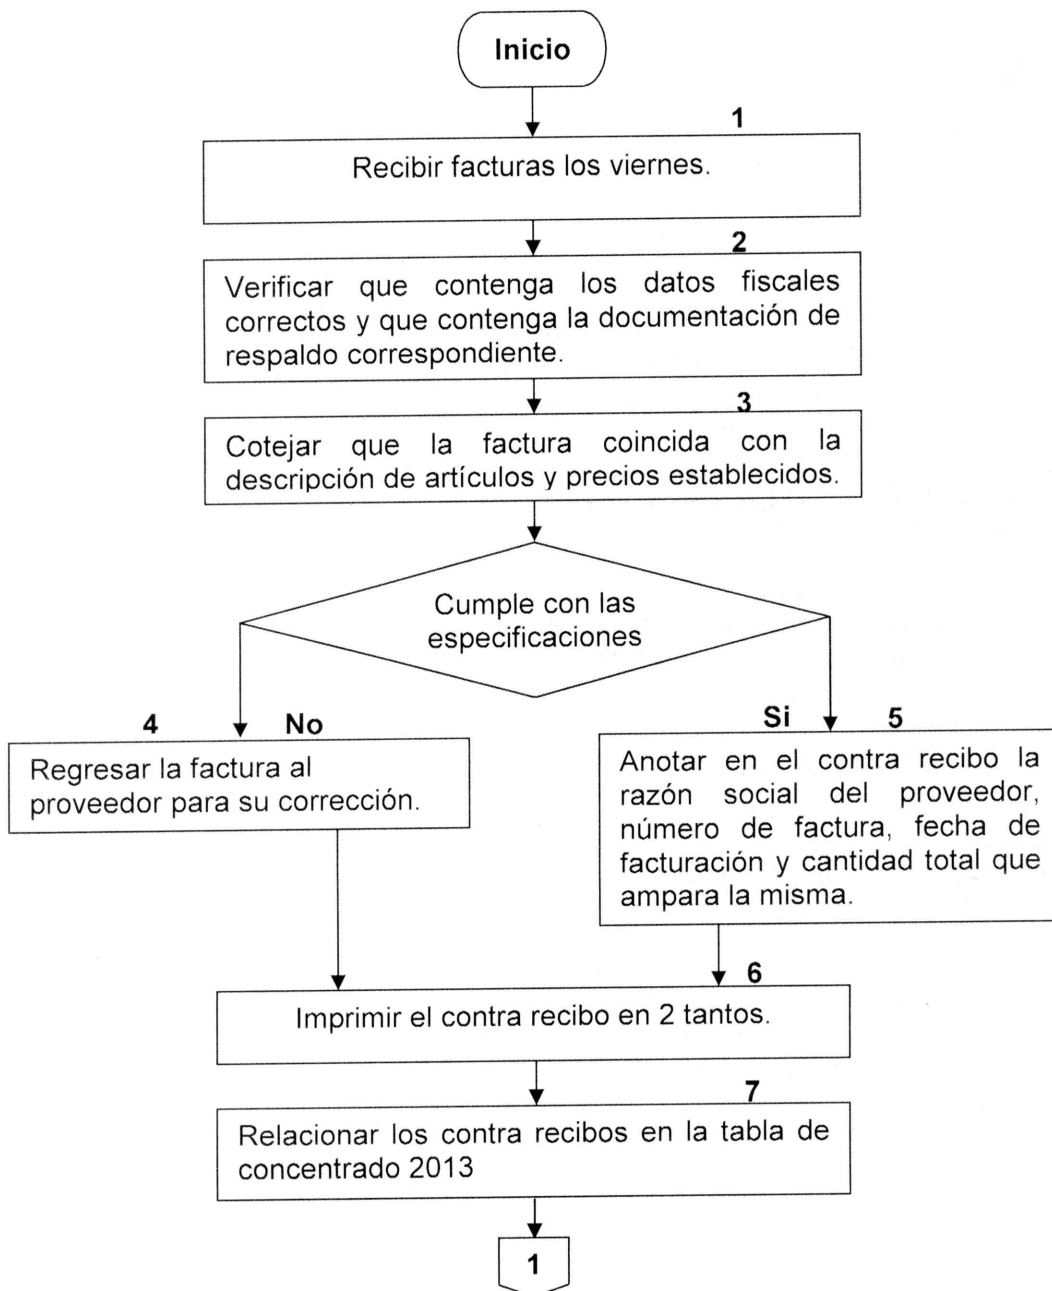 Inicio
1
Recibir facturas los viernes.
2
Verificar que contenga los datos fiscales
correctos y que contenga la documentación de
respaldo correspondiente.
3
Cotejar que la factura coincida con la
descripción de artículos y precios establecidos.
Cumple con las
especificaciones
4 No
Regresar la factura al
proveedor para su corrección.
Si 5
Anotar en el contra recibo la
razón social del proveedor,
número de factura, fecha de
facturación y cantidad total que
ampara la misma.
6
Imprimir el contra recibo en 2 tantos.
7
Relacionar los contra recibos en la tabla de
concentrado 2013
1